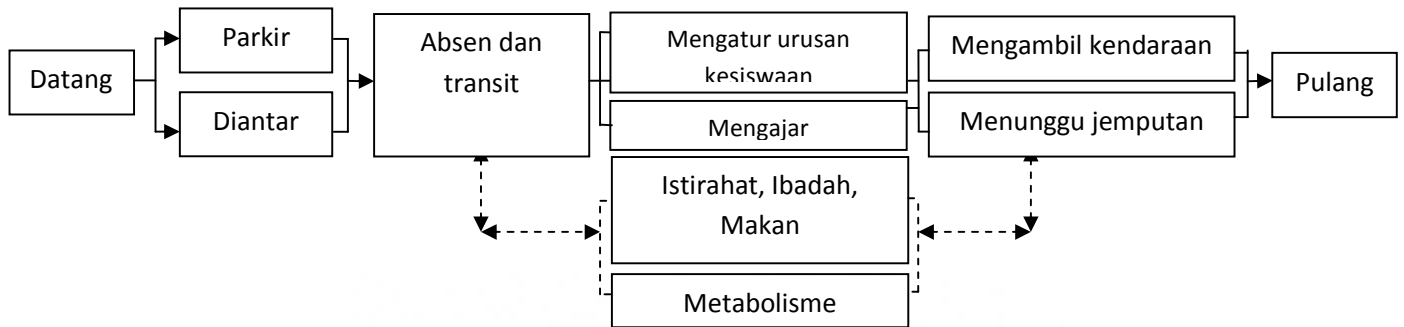 Datang
Parkir
Diantar
Absen dan
transit
Mengatur urusan
kesiswaan
Mengajar
Istirahat, Ibadah,
Makan
Metabolisme
Mengambil kendaraan
Menunggu jemputan
Pulang